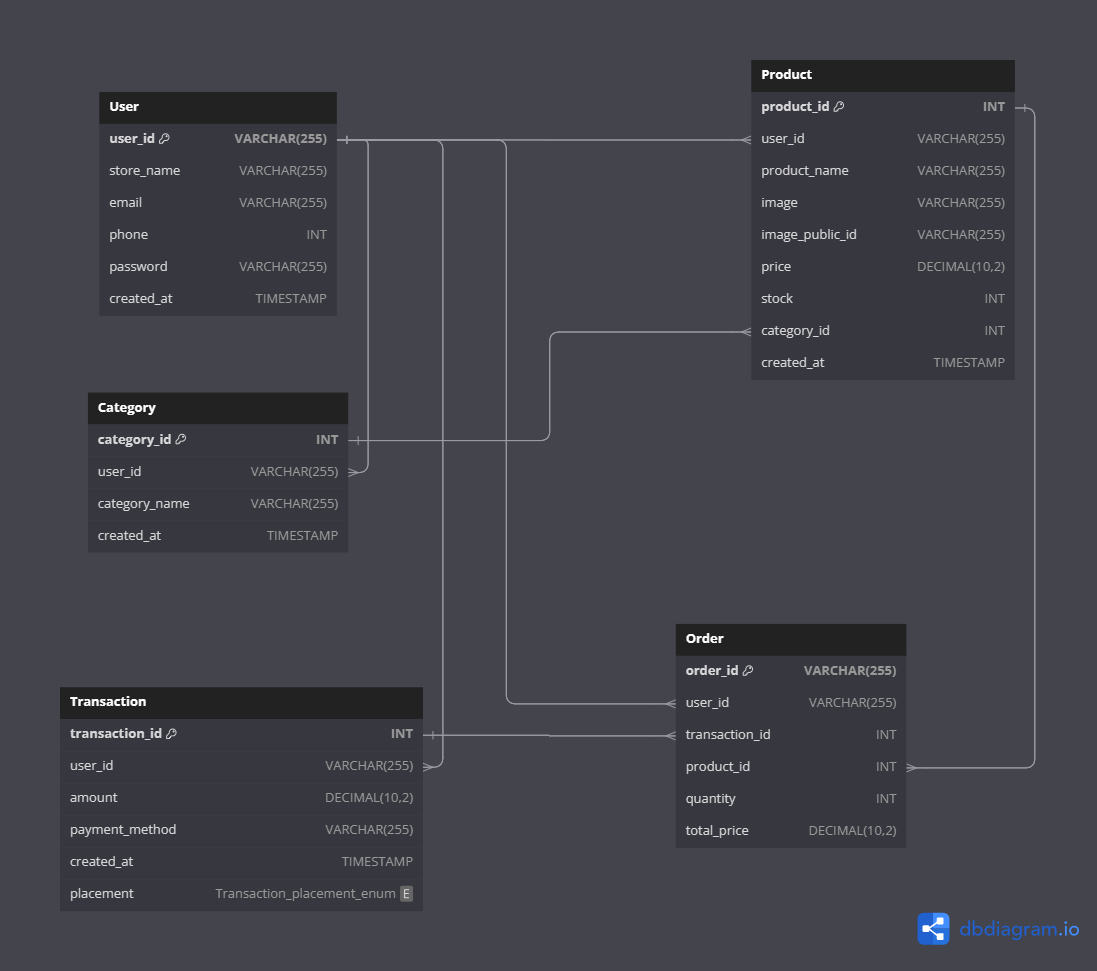 User
user_id VARCHAR(255)
store_name VARCHAR(255)
email VARCHAR(255)
phone INT
password VARCHAR(255)
created_at TIMESTAMP
Product
product_id INT
user_id VARCHAR(255)
product_name VARCHAR(255)
image VARCHAR(255)
image_public_id VARCHAR(255)
price DECIMAL(10,2)
stock INT
category_id INT
created_at TIMESTAMP
Category
category_id INT
user_id VARCHAR(255)
category_name VARCHAR(255)
created_at TIMESTAMP
Transaction
transaction_id INT
user_id VARCHAR(255)
amount DECIMAL(10,2)
payment_method VARCHAR(255)
created_at TIMESTAMP
placement Transaction_placement_enum E
Order
order_id VARCHAR(255)
user_id VARCHAR(255)
transaction_id INT
product_id INT
quantity INT
total_price DECIMAL(10,2)
dbdiagram.io